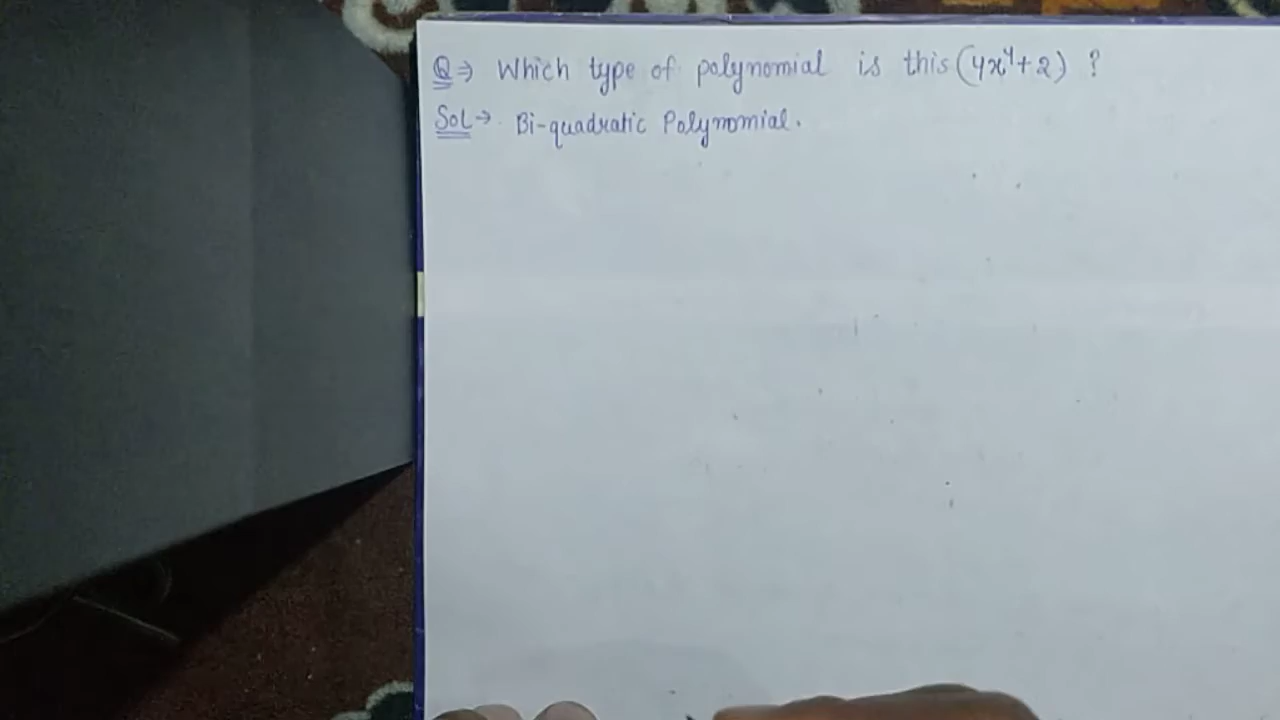 Q⇒ Which type of polynomial is this (4x⁴+2) ?
Sol→ Bi-quadratic Polynomial.